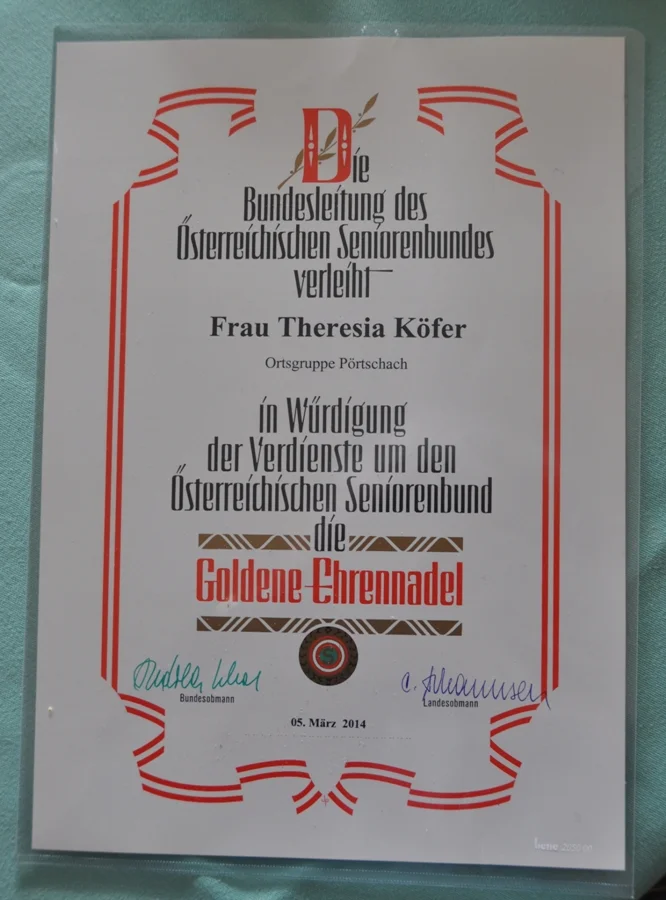 Die
Bundesleitung des
Österreichischen Seniorenbundes
verleiht
Frau Theresia Köfer
Ortsgruppe Pörtschach
in Würdigung
der Verdienste um den
Österreichischen Seniorenbund
die
Goldene Ehrennadel
S
Bundesobmann
Landesobmann
05. März 2014
bene